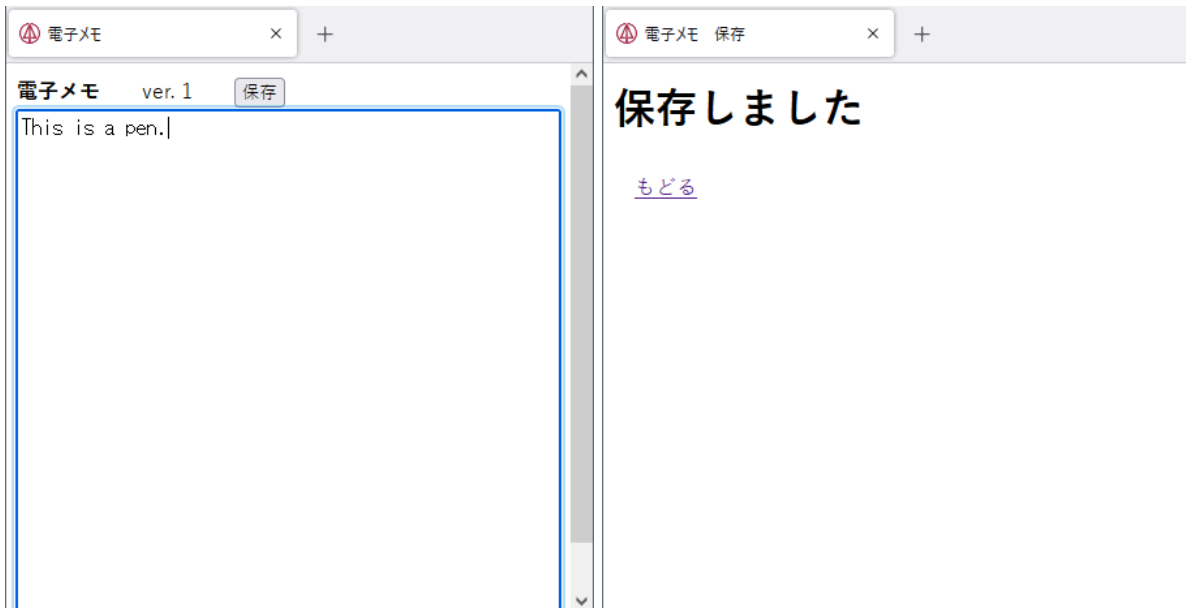 電子メモ
電子メモ ver. 1 保存
This is a pen.
電子メモ 保存
保存しました
もどる